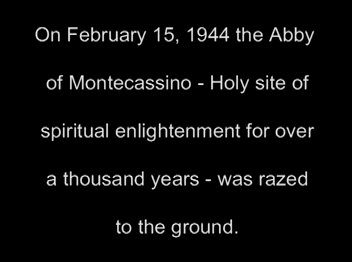 On February 15, 1944 the Abby
of Montecassino - Holy site of
spiritual enlightenment for over
a thousand years - was razed
to the ground.